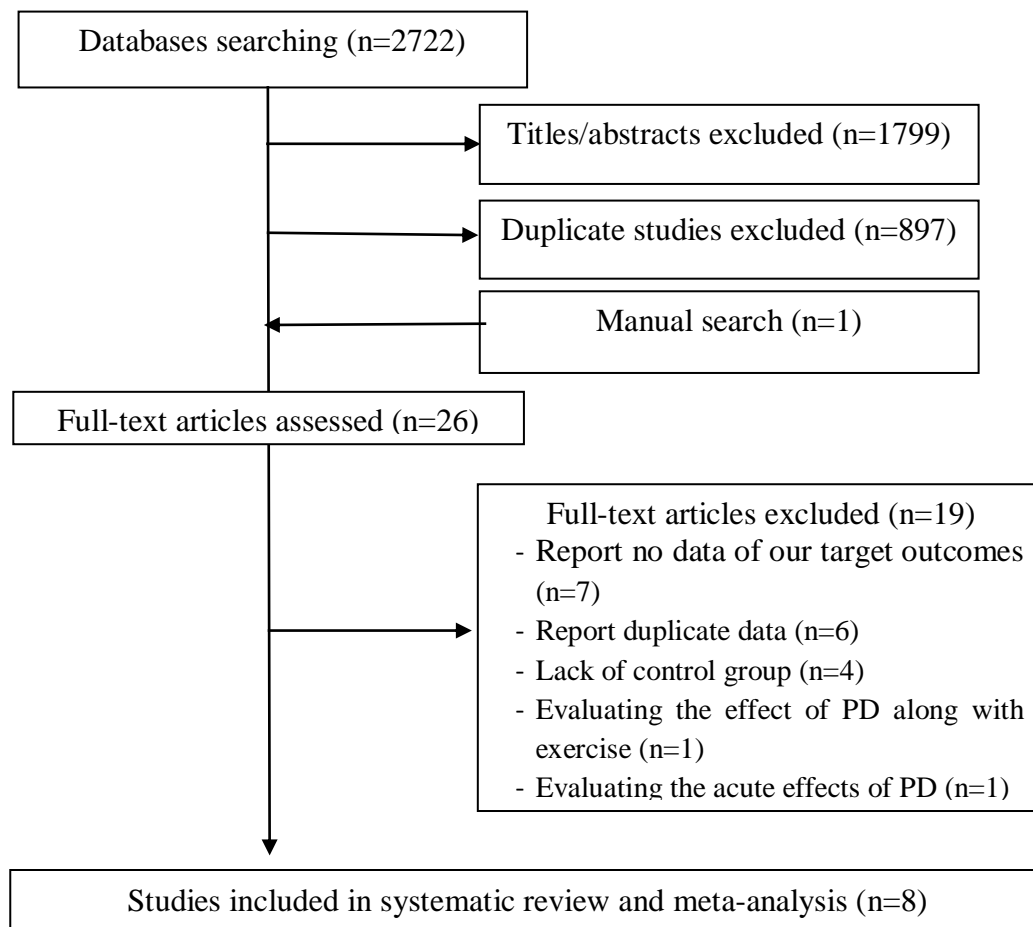 Databases searching (n=2722)
Titles/abstracts excluded (n=1799)
Duplicate studies excluded (n=897)
Manual search (n=1)
Full-text articles assessed (n=26)
Full-text articles excluded (n=19)
- Report no data of our target outcomes
(n=7)
- Report duplicate data (n=6)
- Lack of control group (n=4)
- Evaluating the effect of PD along with
exercise (n=1)
- Evaluating the acute effects of PD (n=1)
Studies included in systematic review and meta-analysis (n=8)